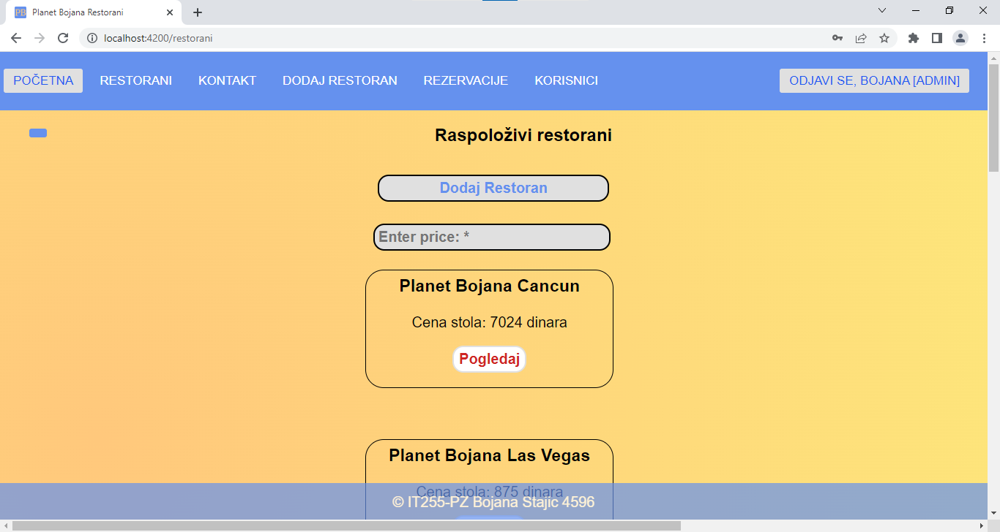 PB Planet Bojana Restorani
localhost:4200/restorani
POČETNA RESTORANI KONTAKT DODAJ RESTORAN REZERVACIJE KORISNICI ODJAVI SE, BOJANA [ADMIN]
Raspoloživi restorani
Dodaj Restoran
Enter price: *
Planet Bojana Cancun
Cena stola: 7024 dinara
Pogledaj
Planet Bojana Las Vegas
Cena stola: 875 dinara
© IT255-PZ Bojana Stajic 4596